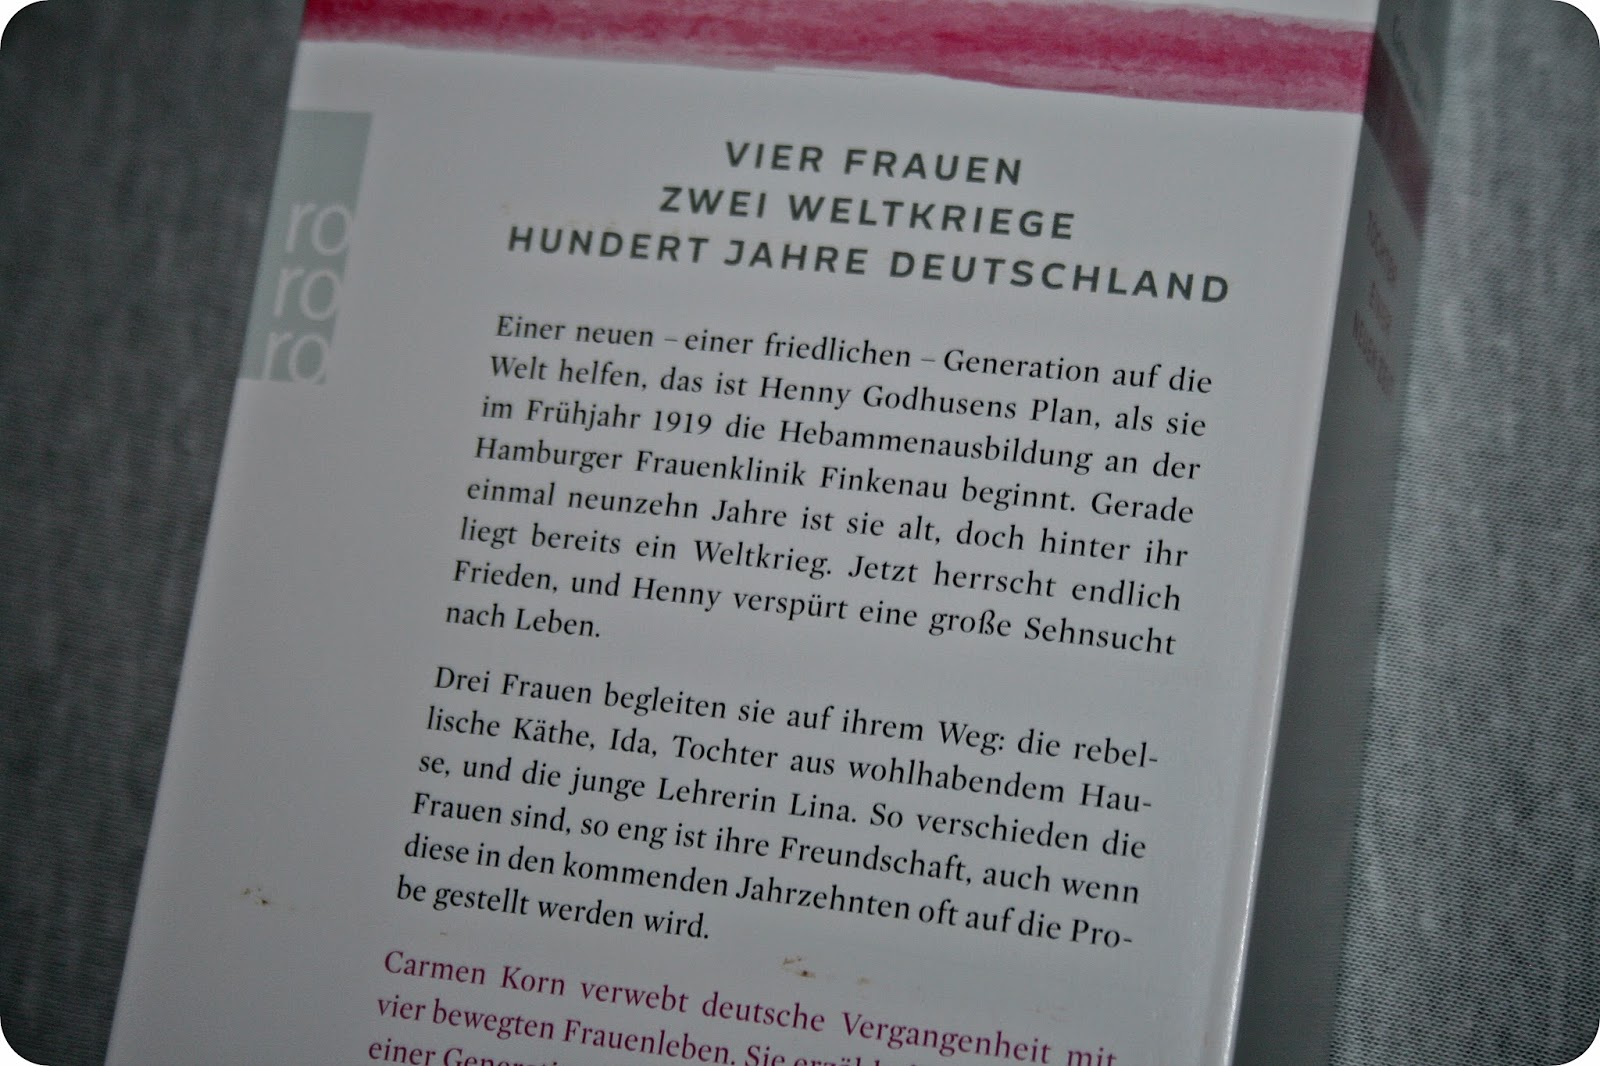 ro
ro
ro
VIER FRAUEN
ZWEI WELTKRIEGE
HUNDERT JAHRE DEUTSCHLAND
Einer neuen – einer friedlichen – Generation auf die
Welt helfen, das ist Henny Godhusens Plan, als sie
im Frühjahr 1919 die Hebammenausbildung an der
Hamburger Frauenklinik Finkenau beginnt. Gerade
einmal neunzehn Jahre ist sie alt, doch hinter ihr
liegt bereits ein Weltkrieg. Jetzt herrscht endlich
Frieden, und Henny verspürt eine große Sehnsucht
nach Leben.
Drei Frauen begleiten sie auf ihrem Weg: die rebel-
lische Käthe, Ida, Tochter aus wohlhabendem Hau-
se, und die junge Lehrerin Lina. So verschieden die
Frauen sind, so eng ist ihre Freundschaft, auch wenn
diese in den kommenden Jahrzehnten oft auf die Pro-
be gestellt werden wird.
Carmen Korn verwebt deutsche Vergangenheit mit
vier bewegten Frauenleben. Sie
einer